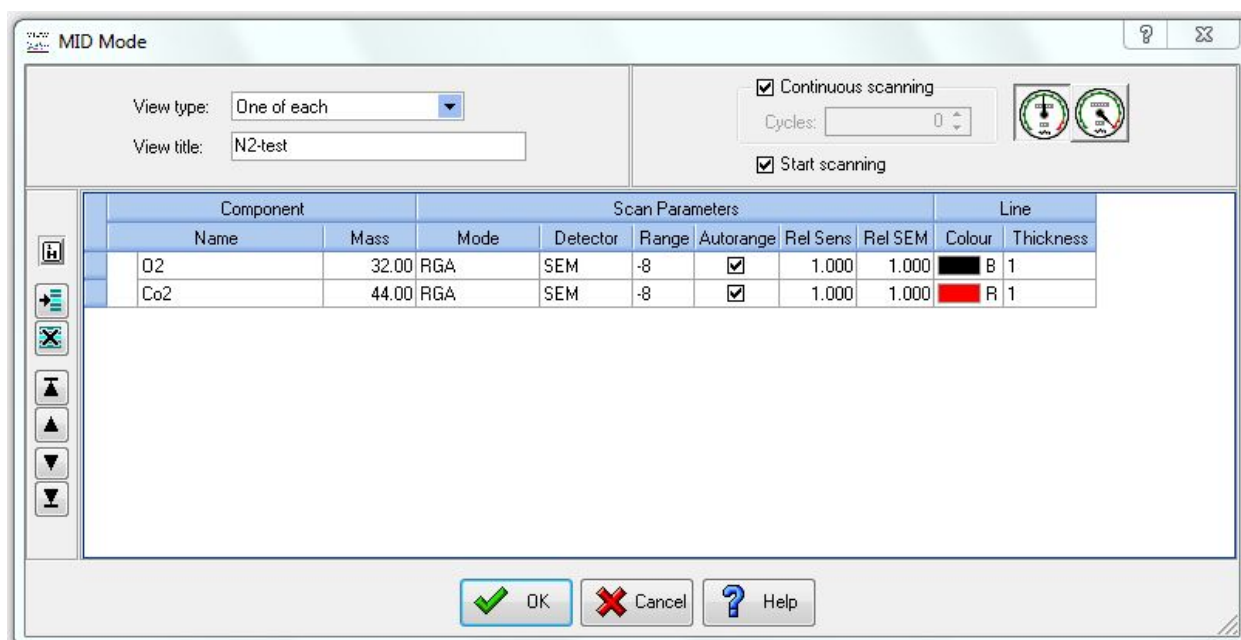 MID Mode
View type: One of each
View title: N2-test
Continuous scanning
Cycles: 0
Start scanning
Component Scan Parameters Line
Name Mass Mode Detector Range Autorange Rel Sens Rel SEM Colour Thickness
O2 32.00 RGA SEM -8 1.000 1.000 B 1
Co2 44.00 RGA SEM -8 1.000 1.000 R 1
OK Cancel Help